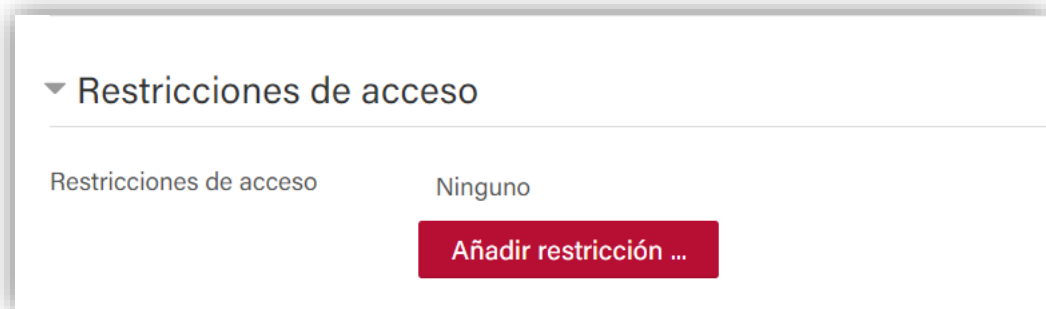 Restricciones de acceso
Restricciones de acceso
Ninguno
Añadir restricción ...